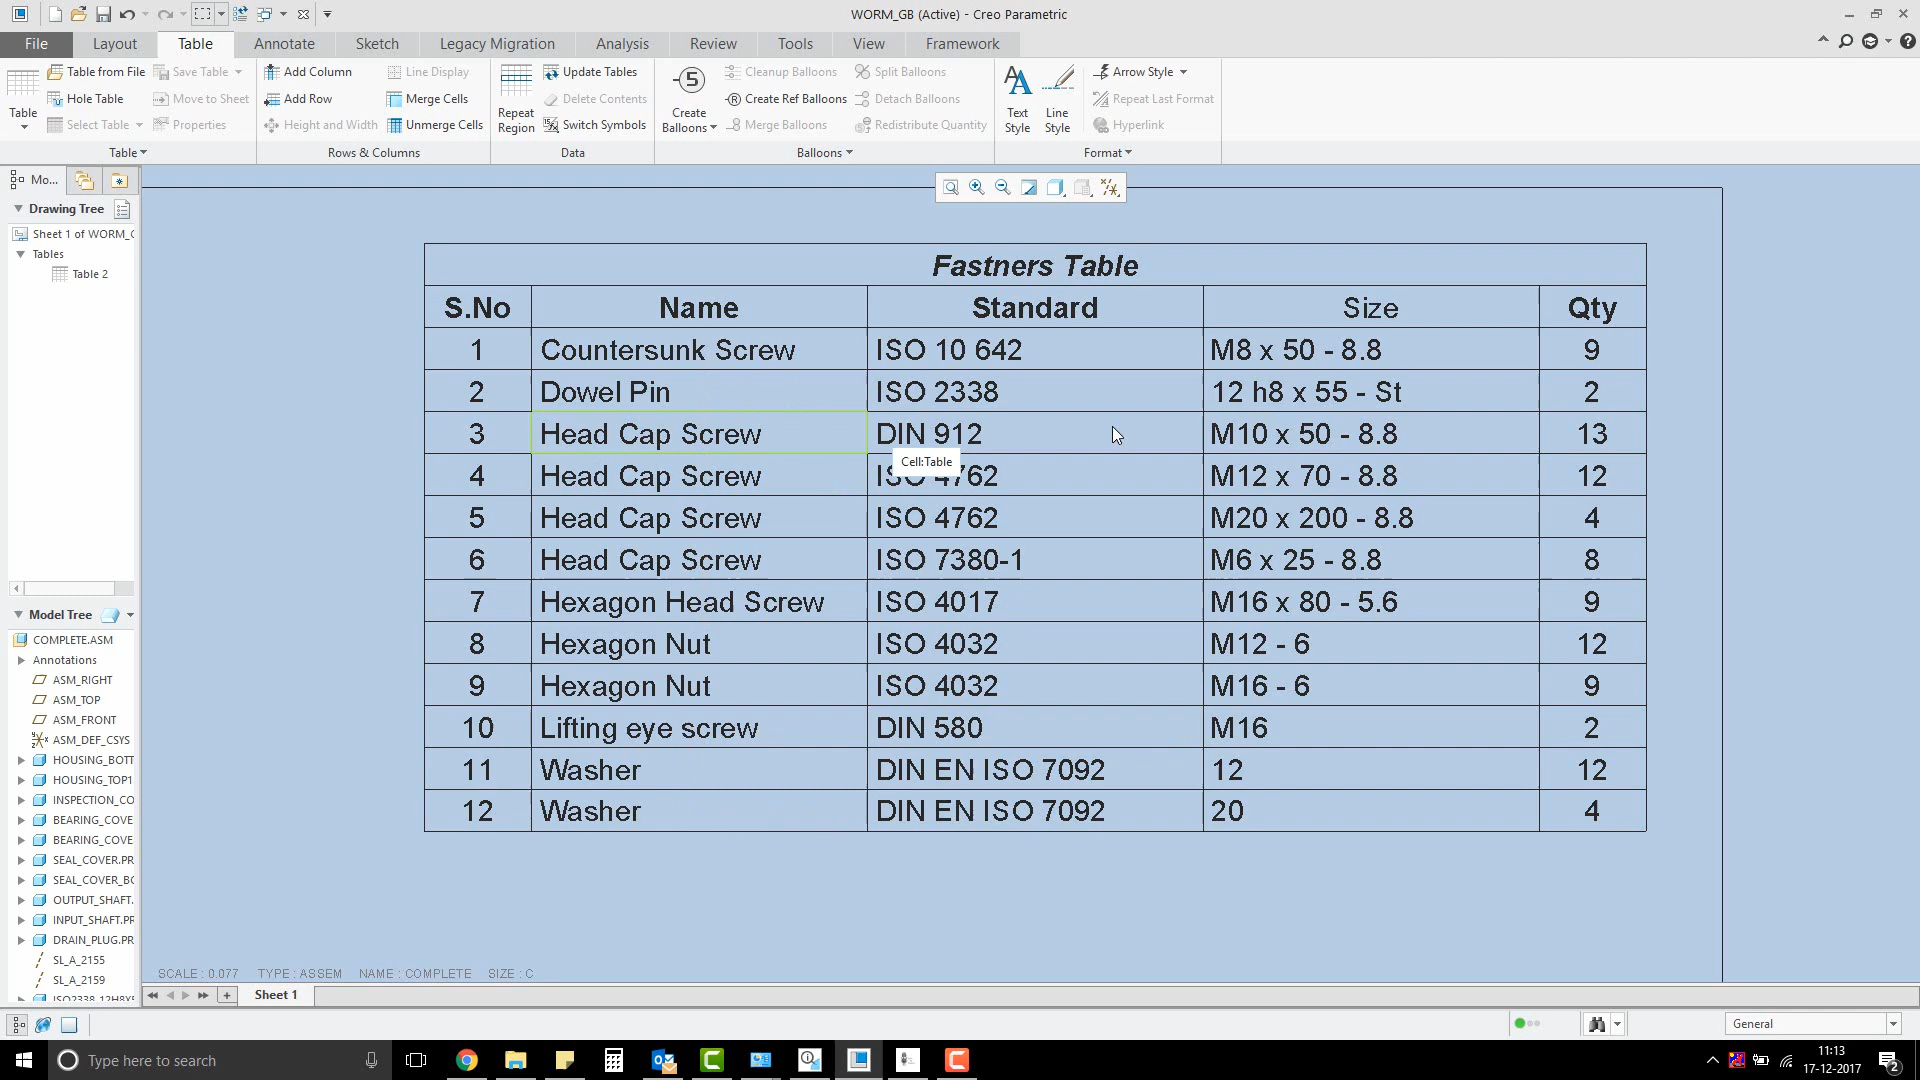 WORM_GB (Active) - Creo Parametric
File Layout Table Annotate Sketch Legacy Migration Analysis Review Tools View Framework
Table
Table from File
Hole Table
Select Table
Save Table
Move to Sheet
Properties
Table
Add Column
Add Row
Height and Width
Line Display
Merge Cells
Unmerge Cells
Rows & Columns
Repeat Region
Update Tables
Delete Contents
Switch Symbols
Data
Create Balloons
Cleanup Balloons
Create Ref Balloons
Merge Balloons
Split Balloons
Detach Balloons
Redistribute Quantity
Balloons
Text Style
Line Style
Arrow Style
Repeat Last Format
Hyperlink
Format
Mo...
Drawing Tree
Sheet 1 of WORM_
Tables
Table 2
Model Tree
COMPLETE.ASM
Annotations
ASM_RIGHT
ASM_TOP
ASM_FRONT
ASM_DEF_CSYS
HOUSING_BOTT
HOUSING_TOP1
INSPECTION_CO
BEARING_COVE
BEARING_COVE
SEAL_COVER.PR
SEAL_COVER_BO
OUTPUT_SHAFT.
INPUT_SHAFT.PR
DRAIN_PLUG.PR
SL_A_2155
SL_A_2159
ISO2338_12H8X5
Fastners Table
S.No Name Standard Size Qty
1 Countersunk Screw ISO 10 642 M8 x 50 - 8.8 9
2 Dowel Pin ISO 2338 12 h8 x 55 - St 2
3 Head Cap Screw DIN 912 M10 x 50 - 8.8 13
Cell:Table
4 Head Cap Screw ISO 4762 M12 x 70 - 8.8 12
5 Head Cap Screw ISO 4762 M20 x 200 - 8.8 4
6 Head Cap Screw ISO 7380-1 M6 x 25 - 8.8 8
7 Hexagon Head Screw ISO 4017 M16 x 80 - 5.6 9
8 Hexagon Nut ISO 4032 M12 - 6 12
9 Hexagon Nut ISO 4032 M16 - 6 9
10 Lifting eye screw DIN 580 M16 2
11 Washer DIN EN ISO 7092 12 12
12 Washer DIN EN ISO 7092 20 4
SCALE : 0.077 TYPE : ASSEM NAME : COMPLETE SIZE : C
Sheet 1
General
Type here to search
11:13
17-12-2017
2